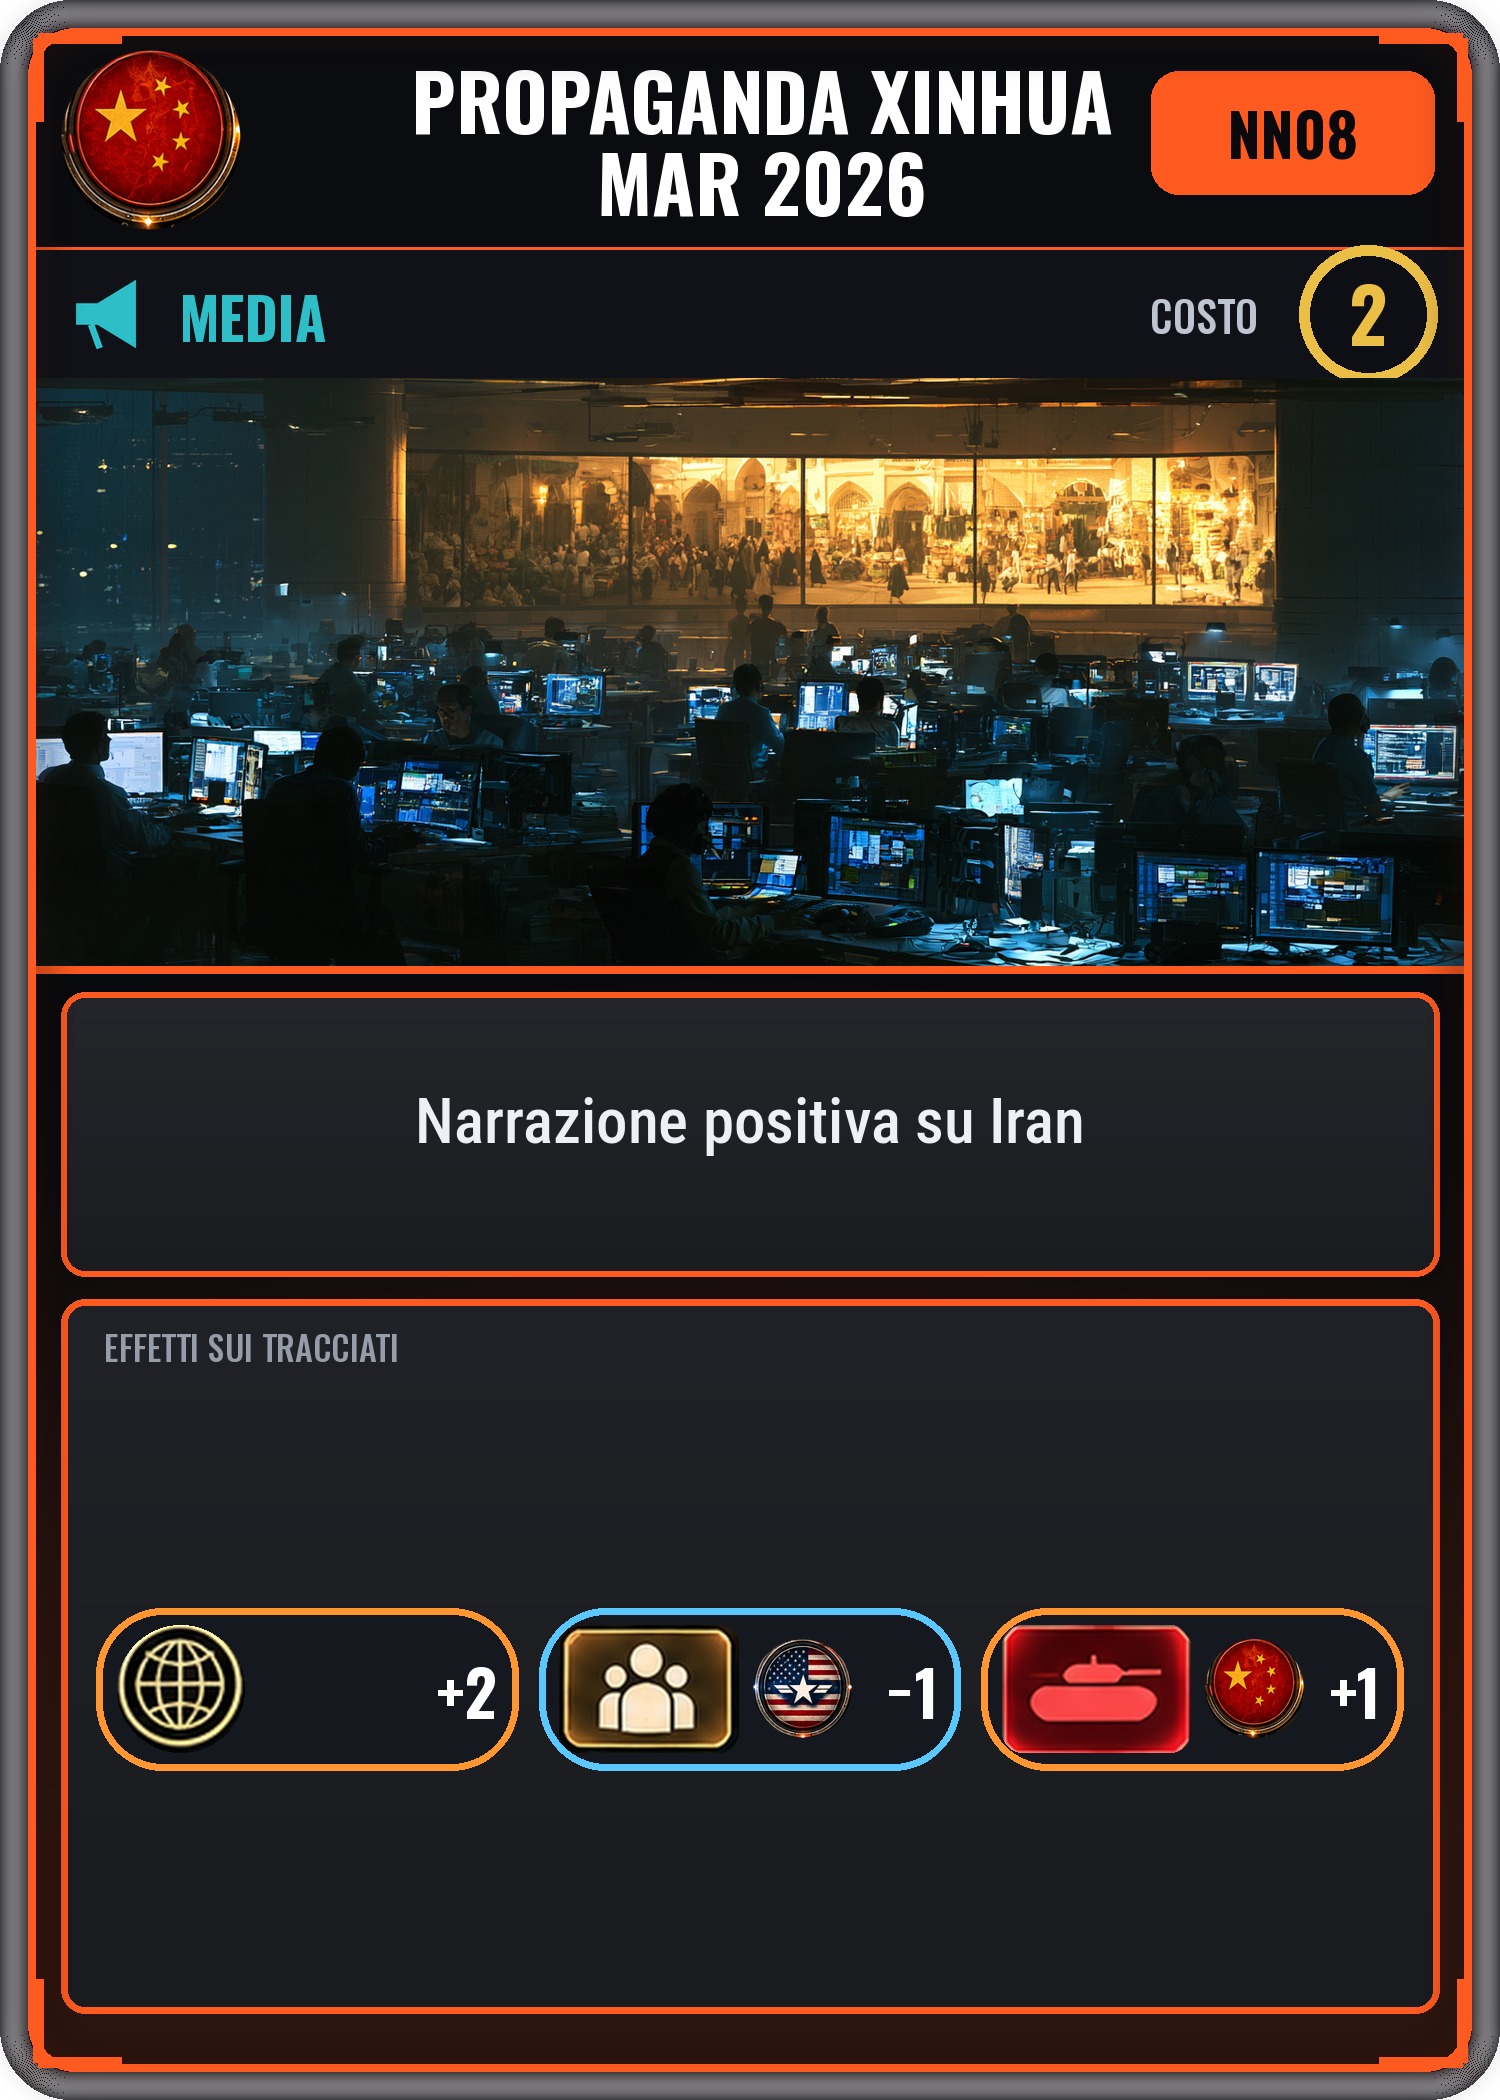 PROPAGANDA XINHUA
MAR 2026
NN08
MEDIA
COSTO
2
Narrazione positiva su Iran
EFFETTI SUI TRACCIATI
+2
-1
+1